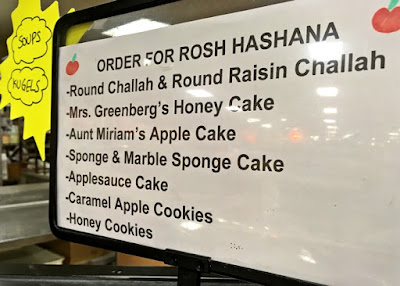 SOUPS
KUGELS
ORDER FOR ROSH HASHANA
-Round Challah & Round Raisin Challah
-Mrs. Greenberg's Honey Cake
-Aunt Miriam's Apple Cake
-Sponge & Marble Sponge Cake
-Applesauce Cake
-Caramel Apple Cookies
-Honey Cookies